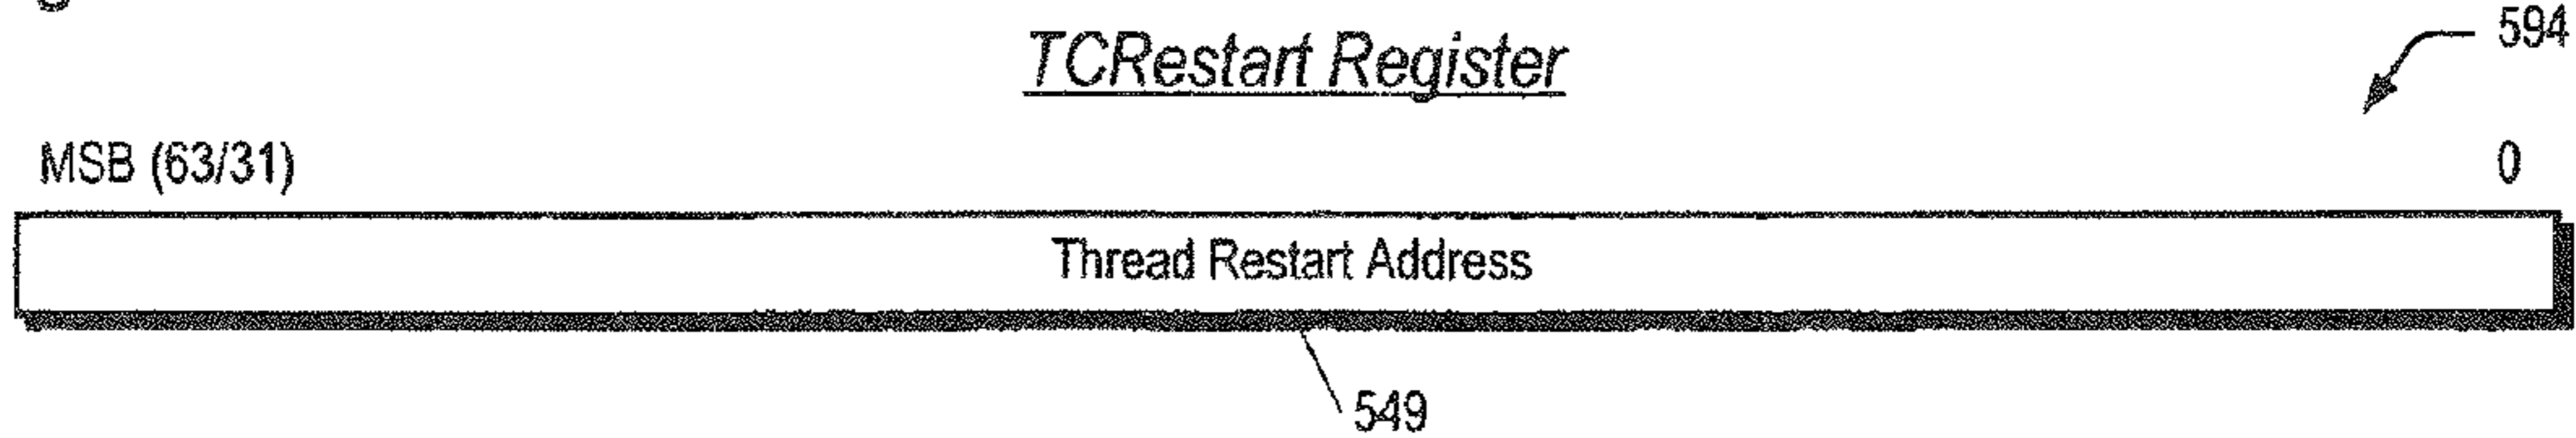 TCRestart Register
594
MSB (63/31) 0
Thread Restart Address
549